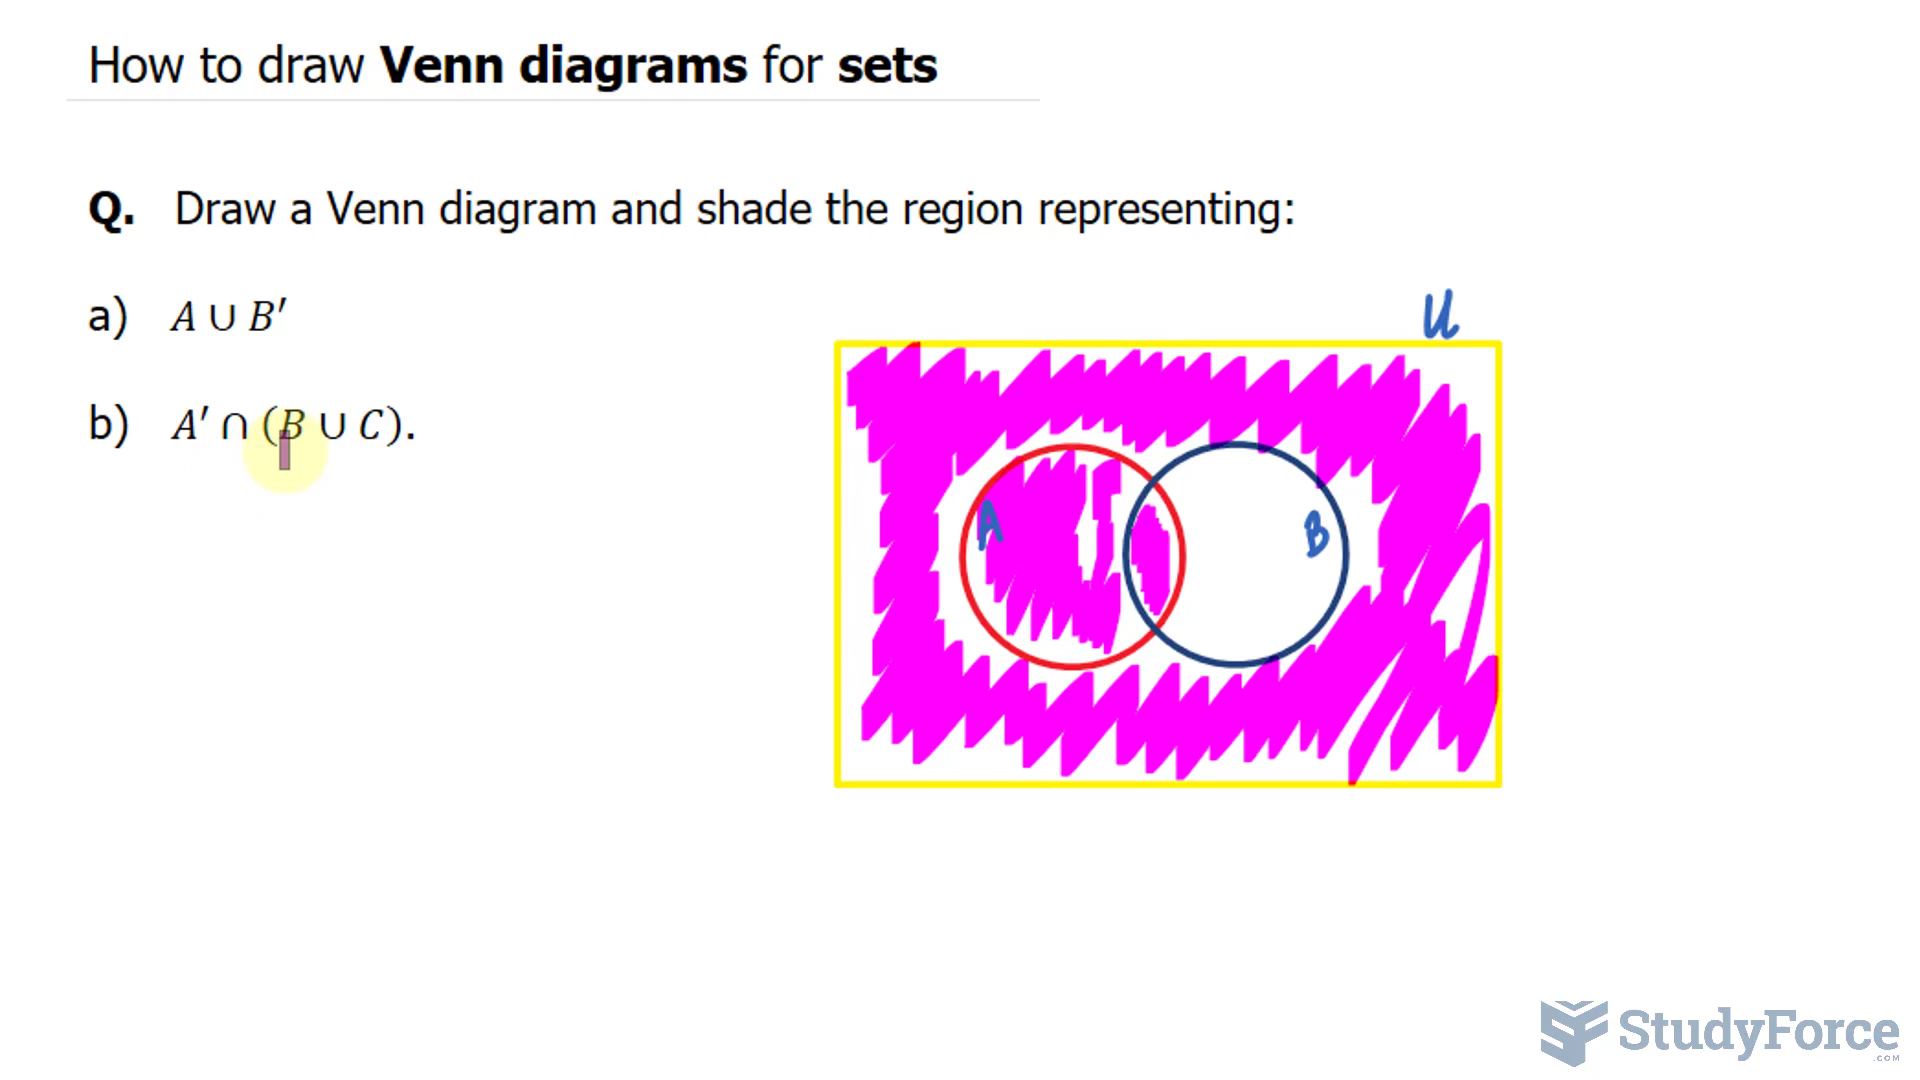 How to draw Venn diagrams for sets
Q. Draw a Venn diagram and shade the region representing:
a) A ∪ B′
U
b) A′ ∩ (B ∪ C).
A
B
StudyForce
.COM